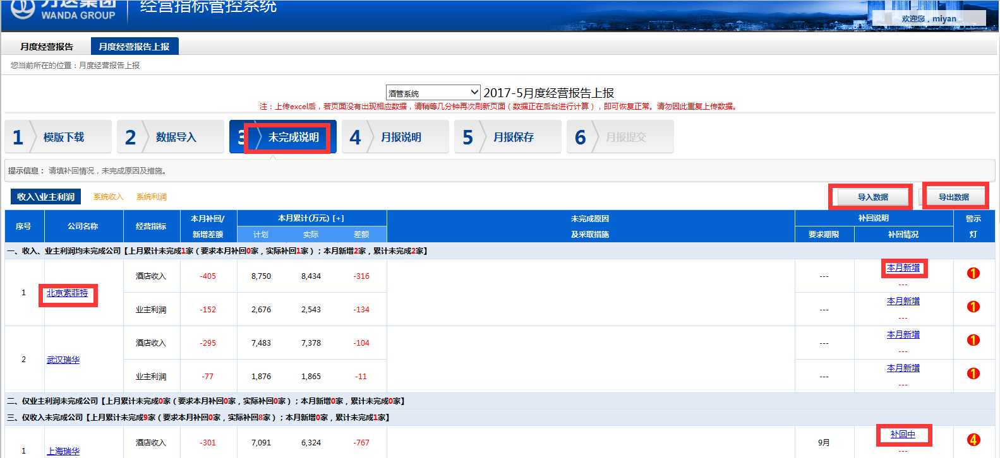 万达集团
WANDA GROUP
经营指标管控系统
欢迎您，miyan
月度经营报告 月度经营报告上报
您当前所在的位置：月度经营报告上报
酒管系统 2017-5月度经营报告上报
注：上传excel后，若页面没有出现相应数据，请稍等几分钟再次刷新页面（数据正在后台进行计算），即可恢复正常。请勿因此重复上传数据。
1 模版下载 2 数据导入 3 未完成说明 4 月报说明 5 月报保存 6 月报提交
提示信息： 请填补回情况，未完成原因及措施。
收入\业主利润 系统收入 系统利润 导入数据 导出数据
序号 公司名称 经营指标 本月补回/新增差额 本月累计(万元) [+] 未完成原因及采取措施 补回说明 警示灯
计划 实际 差额 要求期限 补回情况
一、收入、业主利润均未完成公司【上月累计未完成1家（要求本月补回0家，实际补回1家）；本月新增2家，累计未完成2家】
1 北京索菲特 酒店收入 -405 8,750 8,434 -316 --- 本月新增 --- 1
业主利润 -152 2,676 2,543 -134 --- 本月新增 --- 1
2 武汉瑞华 酒店收入 -295 7,483 7,378 -104 --- 本月新增 --- 1
业主利润 -77 1,876 1,865 -11 --- 本月新增 --- 1
二、仅业主利润未完成公司【上月累计未完成0家（要求本月补回0家，实际补回0家）；本月新增0家，累计未完成0家】
三、仅收入未完成公司【上月累计未完成9家（要求本月补回0家，实际补回8家）；本月新增0家，累计未完成1家】
1 上海瑞华 酒店收入 -301 7,091 6,324 -767 9月 补回中 --- 4